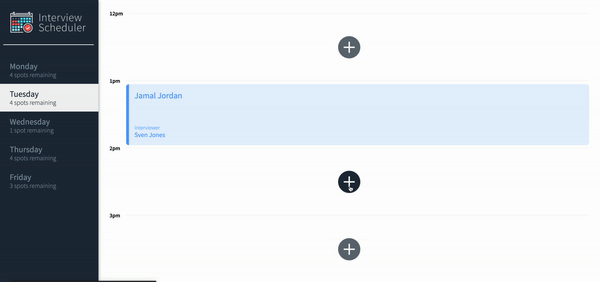 Interview
Scheduler
Monday
4 spots remaining
Tuesday
4 spots remaining
Wednesday
1 spot remaining
Thursday
4 spots remaining
Friday
3 spots remaining
12pm
1pm
Jamal Jordan
Interviewer
Sven Jones
2pm
3pm